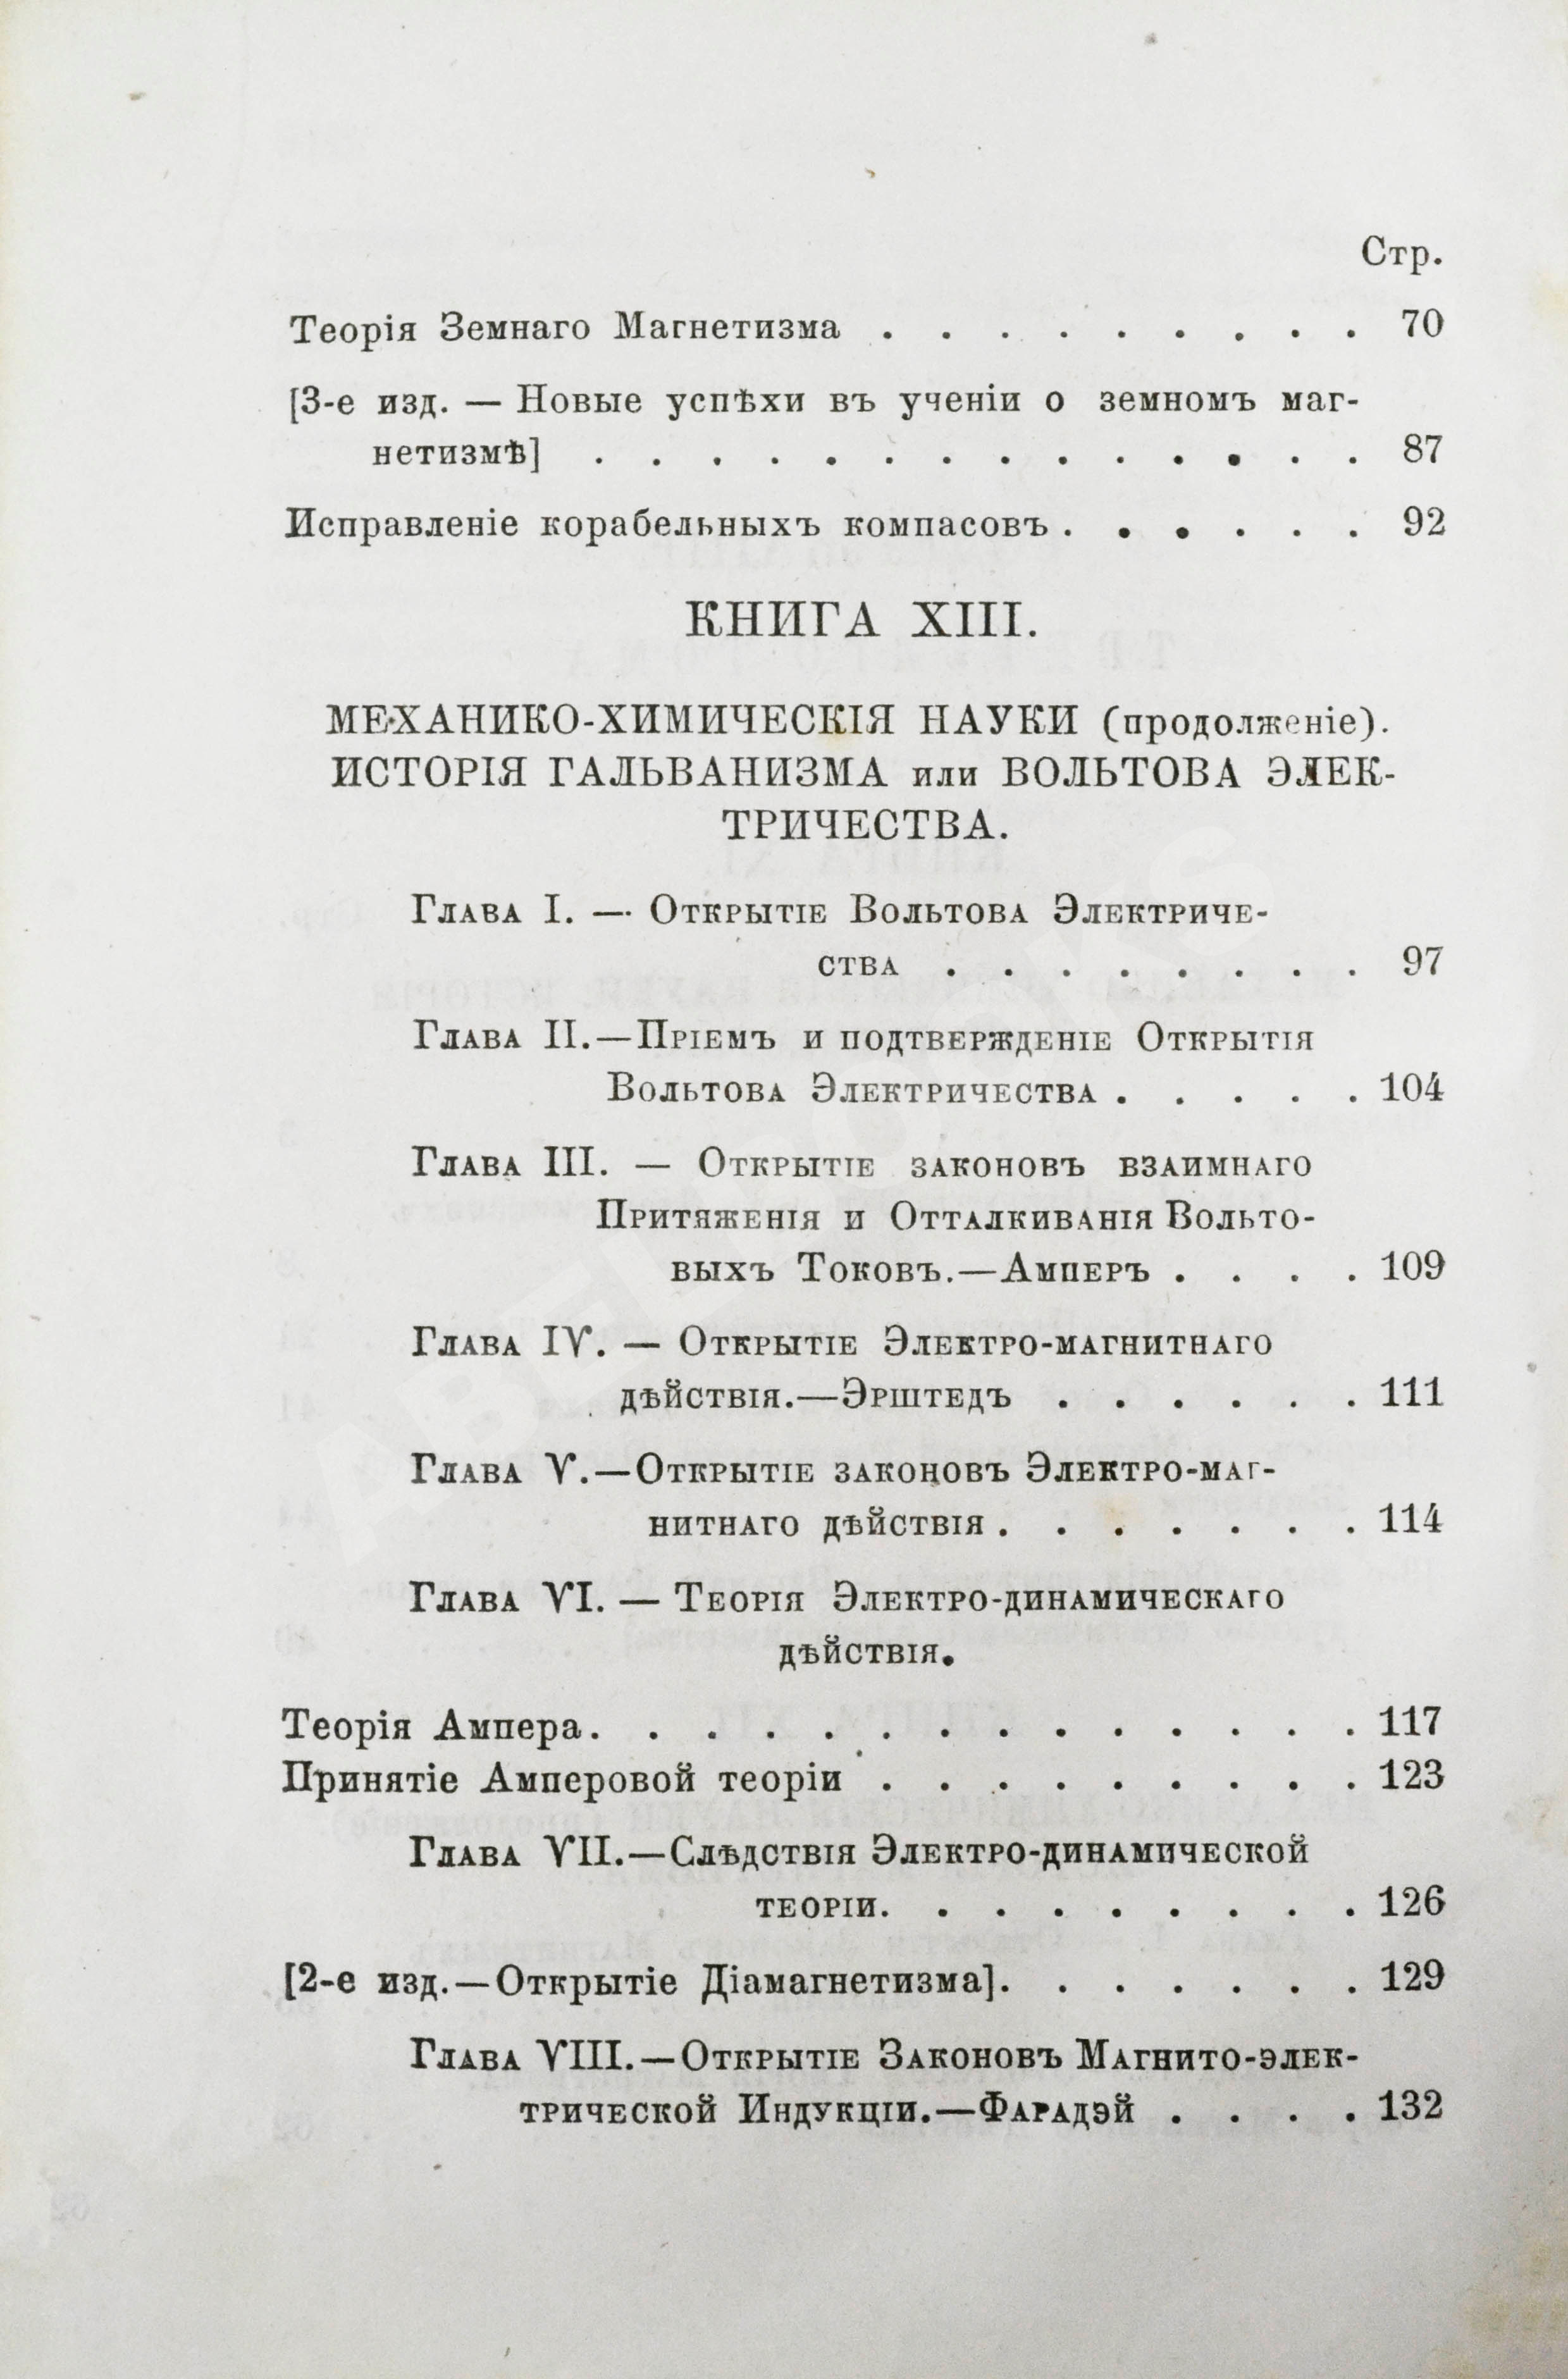 Стр.
Теорія Земнаго Магнетизма . . . . . . . . . 70
[3-е изд. — Новые успѣхи въ ученіи о земномъ маг-
нетизмѣ] . . . . . . . . . . . . . . 87
Исправленіе корабельныхъ компасовъ . . . . . . 92
КНИГА XIII.
МЕХАНИКО-ХИМИЧЕСКІЯ НАУКИ (продолженіе).
ИСТОРІЯ ГАЛЬВАНИЗМА или ВОЛЬТОВА ЭЛЕК-
ТРИЧЕСТВА.
Глава I. — Открытіе Вольтова Электриче-
ства . . . . . . . . 97
Глава II.—Пріемъ и подтвержденіе Открытія
Вольтова Электричества . . . . . 104
Глава III. — Открытіе законовъ взаимнаго
Притяженія и Отталкиванія Вольто-
выхъ Токовъ.—Амперъ . . . . 109
Глава IV. — Открытіе Электро-магнитнаго
дѣйствія.—Эрштедъ . . . . . . 111
Глава V.—Открытіе законовъ Электро-маг-
нитнаго дѣйствія . . . . . . . 114
Глава VI. — Теорія Электро-динамическаго
дѣйствія.
Теорія Ампера . . . . . . . . . . . . . . 117
Принятіе Амперовой теоріи . . . . . . . . . 123
Глава VII.—Слѣдствія Электро-динамической
теоріи . . . . . . . . . 126
[2-е изд.—Открытіе Діамагнетизма] . . . . . . . 129
Глава VIII.—Открытіе Законовъ Магнито-элек-
трической Индукціи.—Фарадэй . . . . 132